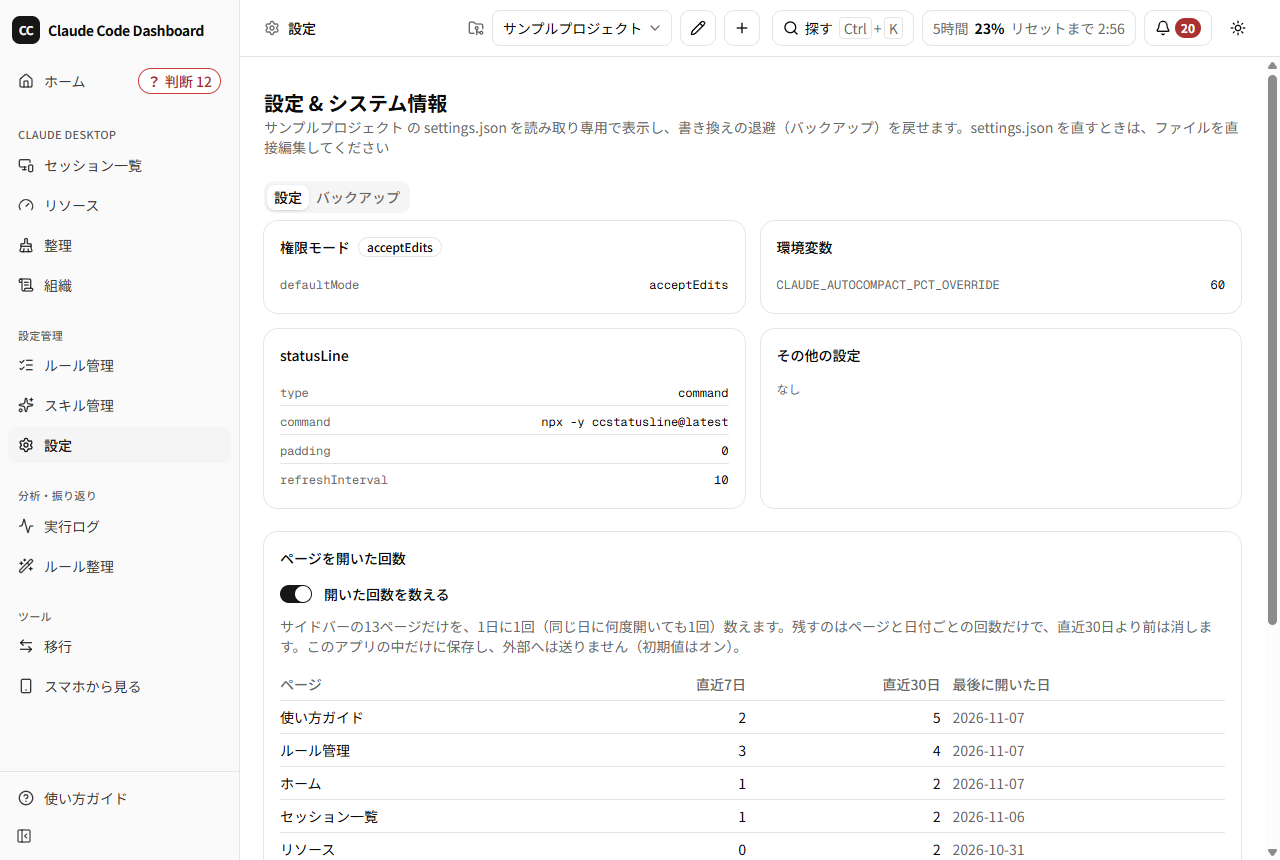 CC Claude Code Dashboard
ホーム
? 判断 12
CLAUDE DESKTOP
セッション一覧
リソース
整理
組織
設定管理
ルール管理
スキル管理
設定
分析・振り返り
実行ログ
ルール整理
ツール
移行
スマホから見る
使い方ガイド
設定
サンプルプロジェクト
探す Ctrl + K
5時間 23% リセットまで 2:56
20
設定 & システム情報
サンプルプロジェクト の settings.json を読み取り専用で表示し、書き換えの退避（バックアップ）を戻せます。settings.json を直すときは、ファイルを直
接編集してください
設定 バックアップ
権限モード acceptEdits
defaultMode acceptEdits
環境変数
CLAUDE_AUTOCOMPACT_PCT_OVERRIDE 60
statusLine
type command
command npx -y ccstatusline@latest
padding 0
refreshInterval 10
その他の設定
なし
ページを開いた回数
開いた回数を数える
サイドバーの13ページだけを、1日に1回（同じ日に何度開いても1回）数えます。残すのはページと日付ごとの回数だけで、直近30日より前は消しま
す。このアプリの中だけに保存し、外部へは送りません（初期値はオン）。
ページ 直近7日 直近30日 最後に開いた日
使い方ガイド 2 5 2026-11-07
ルール管理 3 4 2026-11-07
ホーム 1 2 2026-11-07
セッション一覧 1 2 2026-11-06
リソース 0 2 2026-10-31